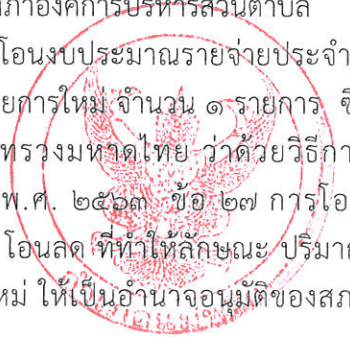 ภาองค์การบริหารส่วนตำบล
โอนงบประมาณรายจ่ายประจำ
ยการใหม่ จำนวน ๑ รายการ ซึ
ทรวงมหาดไทย ว่าด้วยวิธีกา
พ.ศ. ๒๕๖๓ ข้อ ๒๗ การโอ
โอนลด ที่ทำให้ลักษณะ ปริมา
หม่ ให้เป็นอำนาจอนุมัติของสภ